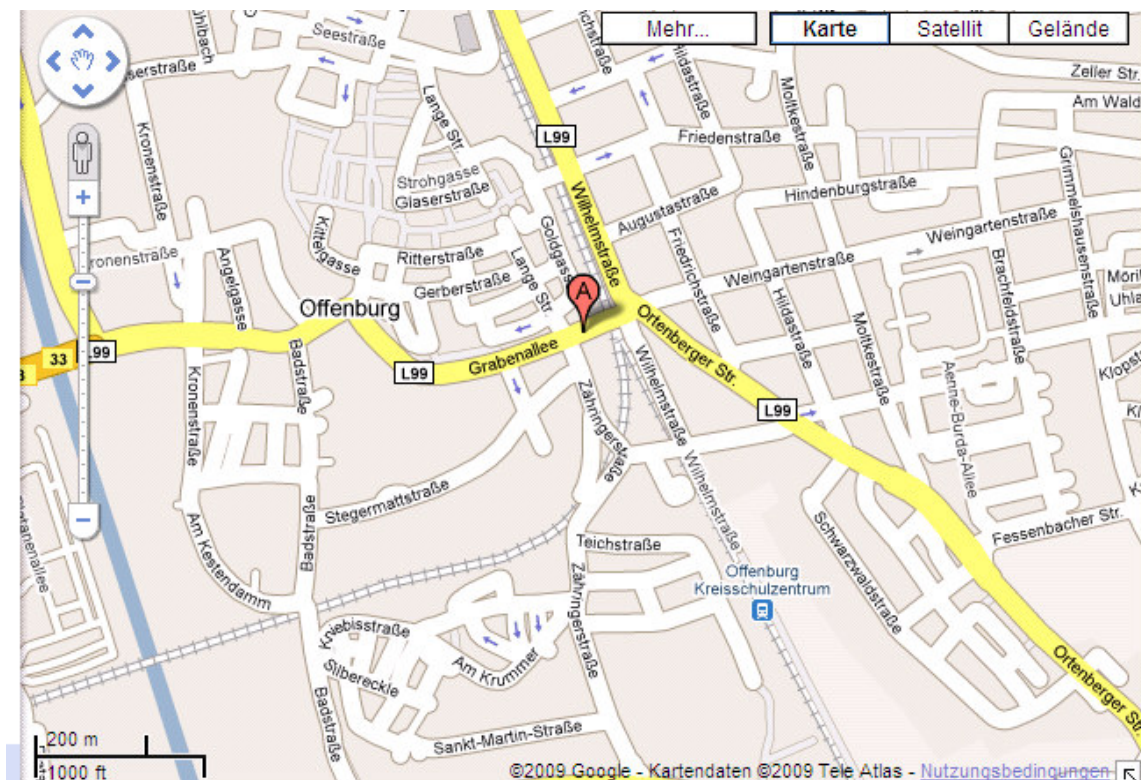 Mehr...
Karte
Satellit
Gelände
Seestraße
Hildastraße
Moltkestraße
Zeller Str.
Am Wald
Kronenstraße
Lange Str.
L99
Friedenstraße
Grimmelshausenstraße
Strohgasse
Glaserstraße
Wilhelmstraße
Hindenburgstraße
Augustastraße
Weingartenstraße
Kittelgasse
Goldgasse
Ritterstraße
Friedrichstraße
Angelgasse
Lange Str.
Gerberstraße
Weingartenstraße
Brachfeldstraße
A
Offenburg
Ortenberger Str.
Hildastraße
Moltkestraße
33
L99
Grabenallee
L99
Badstraße
Kronenstraße
Zähringerstraße
Wilhelmstraße
L99
Aenne-Burda-Allee
Wilhelmstraße
Stegermattstraße
Badstraße
Am Kestendamm
Teichstraße
Schwarzwaldstraße
Fessenbacher Str.
Offenburg
Kreisschulzentrum
Zähringerstraße
Kniebisstraße
Silbereckle
Am Krummer
Badstraße
Ortenberger Str.
Sankt-Martin-Straße
200 m
1000 ft
©2009 Google - Kartendaten ©2009 Tele Atlas - Nutzungsbedingungen